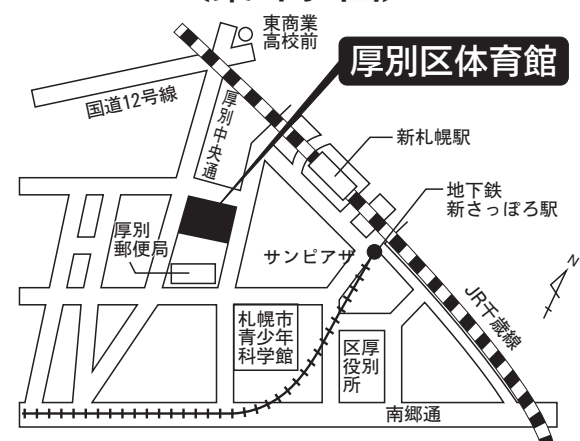 東商業
高校前
厚別区体育館
国道12号線
厚別中央通
新札幌駅
地下鉄
新さっぽろ駅
厚別
郵便局
サンピアザ
N
JR千歳線
札幌市
青少年
科学館
厚別
区役所
南郷通